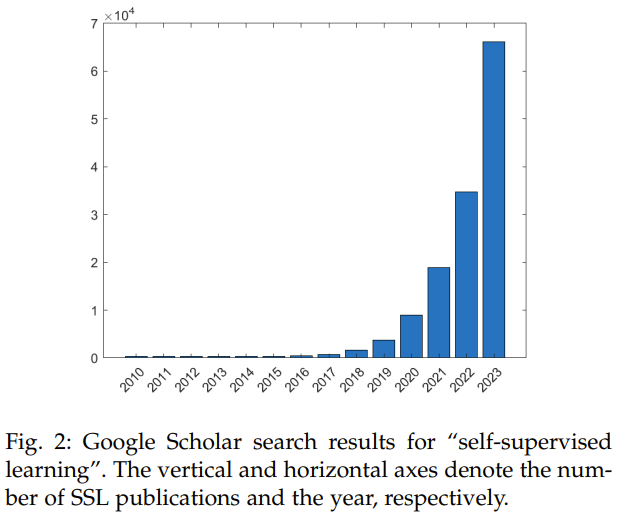 ×10⁴
7
6
5
4
3
2
1
0
2010 2011 2012 2013 2014 2015 2016 2017 2018 2019 2020 2021 2022 2023
Fig. 2: Google Scholar search results for “self-supervised
learning”. The vertical and horizontal axes denote the num-
ber of SSL publications and the year, respectively.